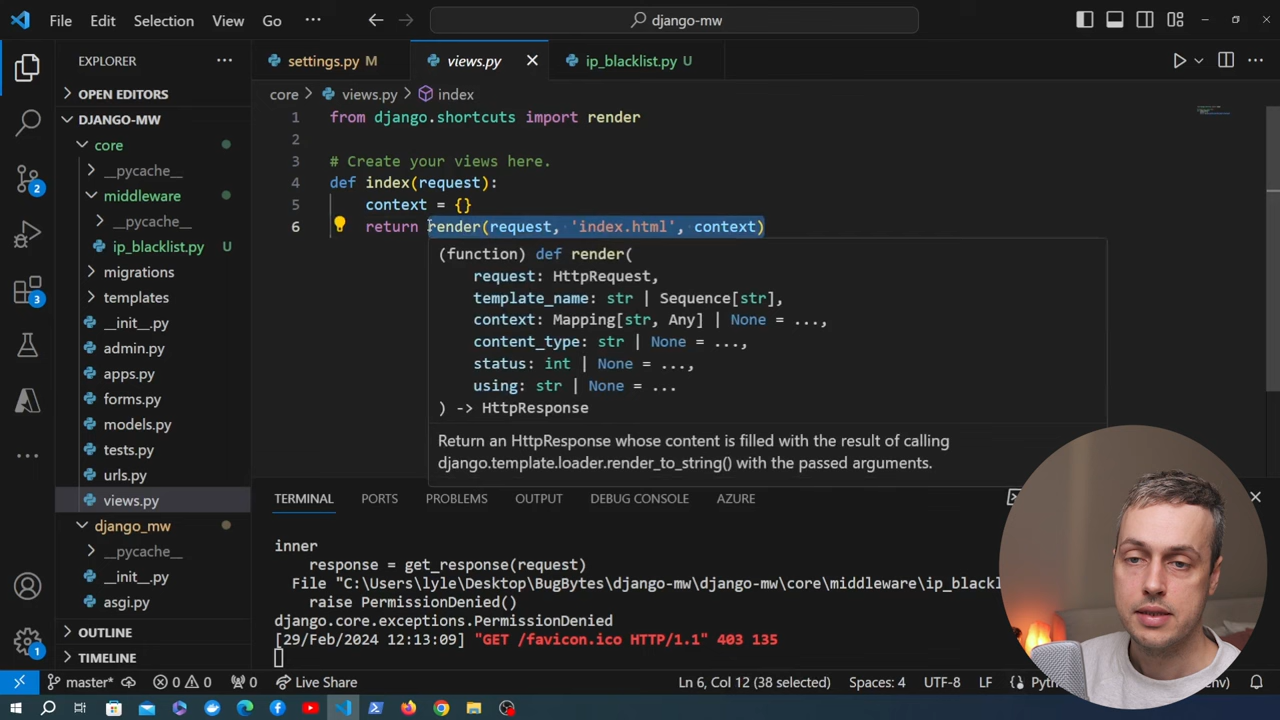 File Edit Selection View Go ··· django-mw
EXPLORER ···
settings.py M
views.py
ip_blacklist.py U
OPEN EDITORS
core > views.py > index
DJANGO-MW
core
__pycache__
middleware
__pycache__
ip_blacklist.py U
migrations
templates
__init__.py
admin.py
apps.py
forms.py
models.py
tests.py
urls.py
views.py
django_mw
__pycache__
__init__.py
asgi.py
OUTLINE
TIMELINE
2
3
1
1 from django.shortcuts import render
2
3 # Create your views here.
4 def index(request):
5 context = {}
6 return render(request, 'index.html', context)
(function) def render(
request: HttpRequest,
template_name: str | Sequence[str],
context: Mapping[str, Any] | None = ...,
content_type: str | None = ...,
status: int | None = ...,
using: str | None = ...
) -> HttpResponse
Return an HttpResponse whose content is filled with the result of calling
django.template.loader.render_to_string() with the passed arguments.
TERMINAL PORTS PROBLEMS OUTPUT DEBUG CONSOLE AZURE
inner
response = get_response(request)
File "C:\Users\lyle\Desktop\BugBytes\django-mw\django-mw\core\middleware\ip_blackl
raise PermissionDenied()
django.core.exceptions.PermissionDenied
[29/Feb/2024 12:13:09] "GET /favicon.ico HTTP/1.1" 403 135
master* 0 0 0 Live Share Ln 6, Col 12 (38 selected) Spaces: 4 UTF-8 LF